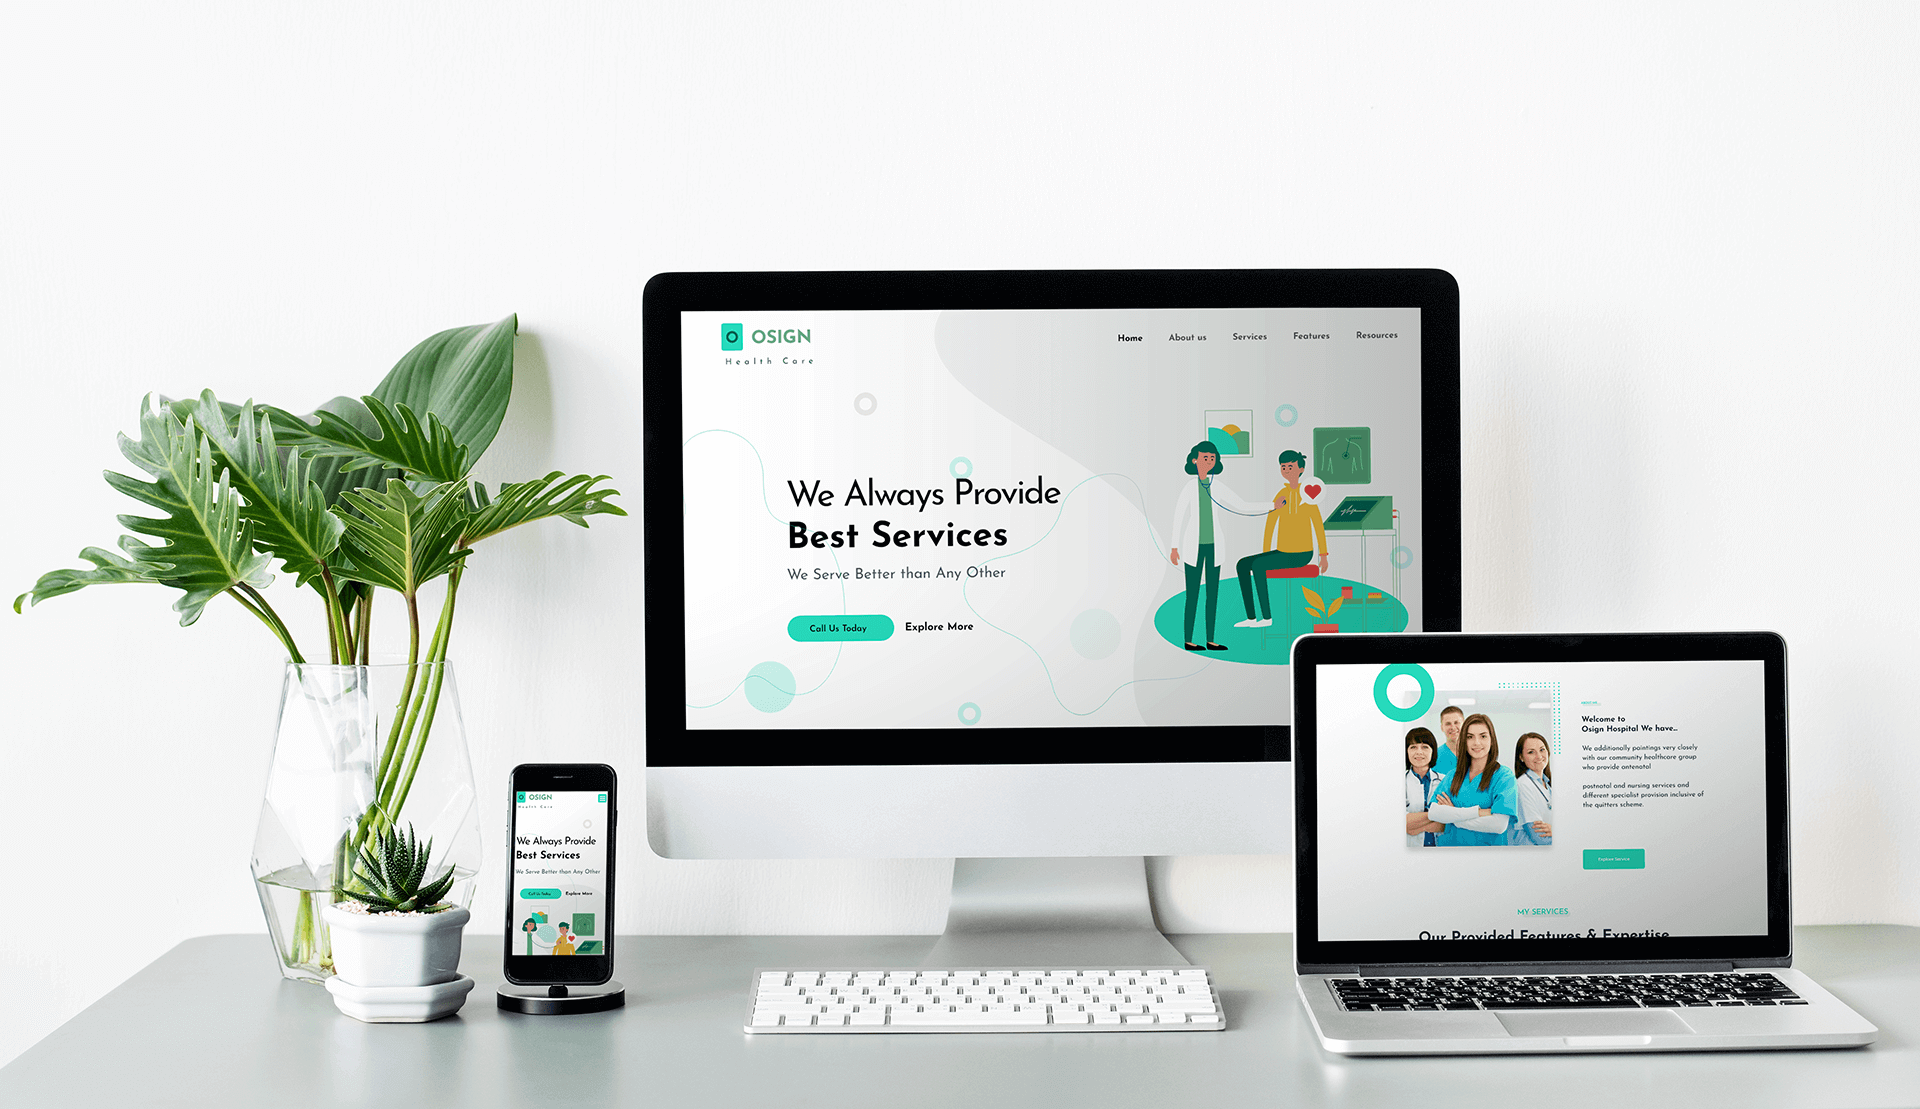 O OSIGN
Health Care
Home About us Services Features Resources
We Always Provide
Best Services
We Serve Better than Any Other
Call Us Today Explore More
OSIGN
Health Care
We Always Provide
Best Services
We Serve Better than Any Other
Call Us Today Explore More
Welcome to
Osign Hospital We have...
We additionally paintings very closely
with our community healthcare group
who provide antenatal
postnatal and nursing services and
different specialist provision inclusive of
the quitters scheme.
Explore Service
MY SERVICES
Our Provided Features & Expertise